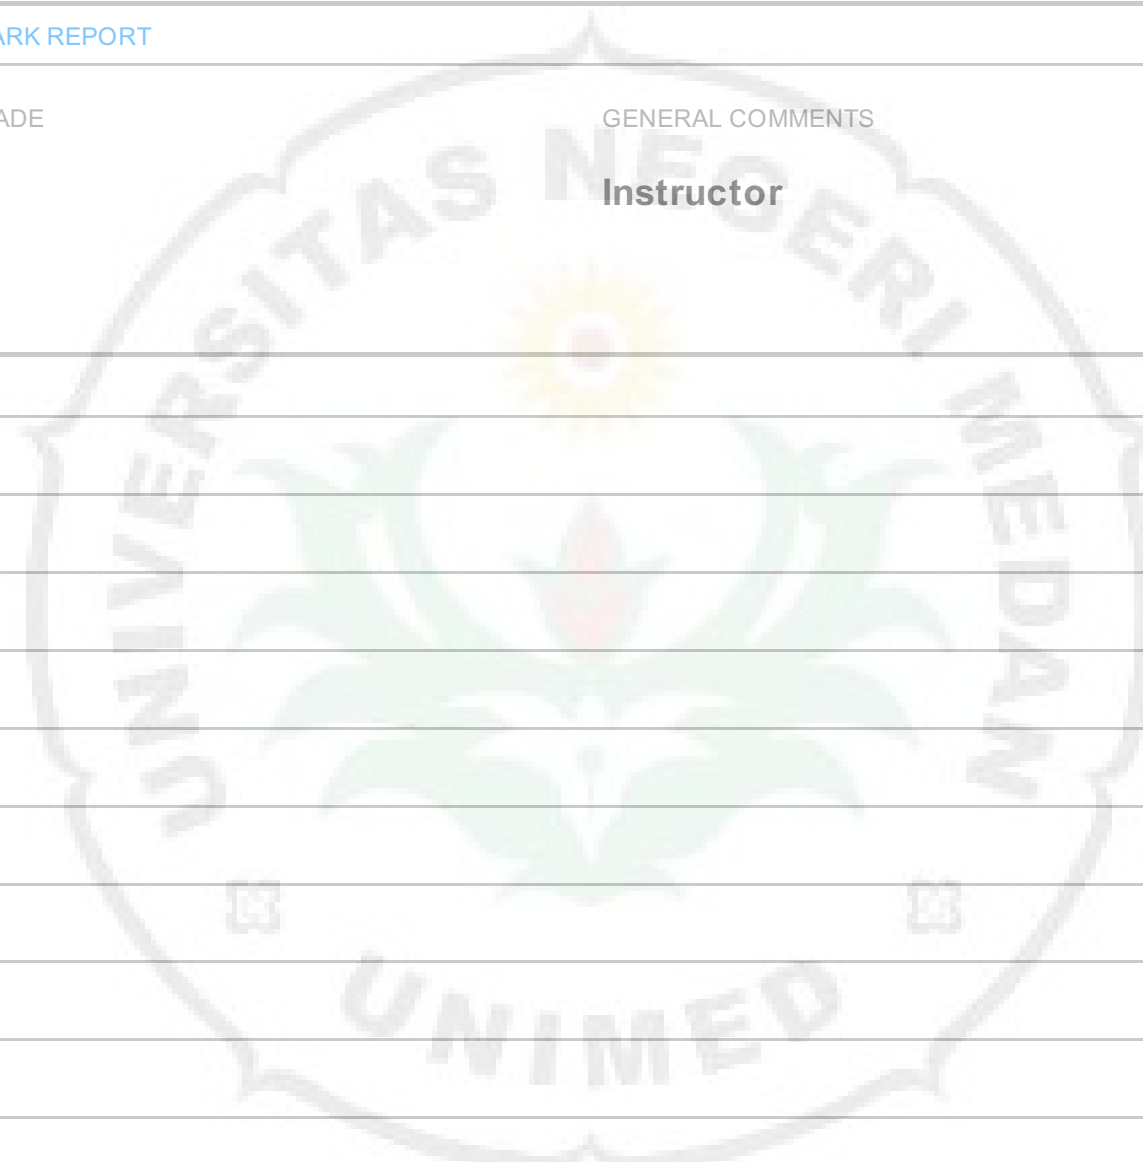 ARK REPORT
ADE
GENERAL COMMENTS
Instructor
UNIVERSITAS NEGERI MEDAN
UNIMED